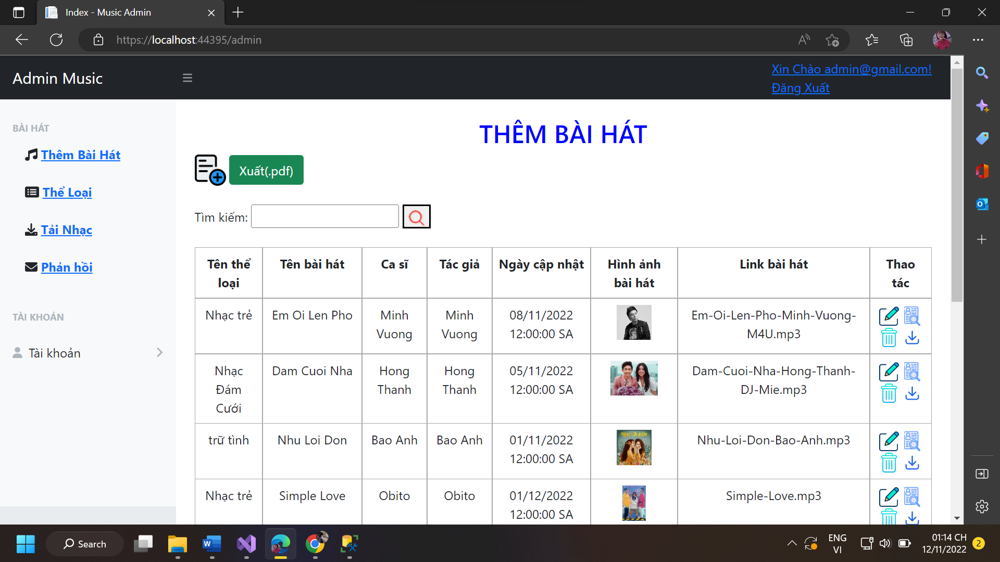 Index - Music Admin
https://localhost:44395/admin
Admin Music
Xin Chào admin@gmail.com!
Đăng Xuất
BÀI HÁT
Thêm Bài Hát
Thể Loại
Tải Nhạc
Phản hồi
TÀI KHOẢN
Tài khoản
THÊM BÀI HÁT
Xuất(.pdf)
Tìm kiếm:
Tên thể loại
Tên bài hát
Ca sĩ
Tác giả
Ngày cập nhật
Hình ảnh bài hát
Link bài hát
Thao tác
Nhạc trẻ
Em Oi Len Pho
Minh Vuong
Minh Vuong
08/11/2022 12:00:00 SA
Em-Oi-Len-Pho-Minh-Vuong-M4U.mp3
Nhạc Đám Cưới
Dam Cuoi Nha
Hong Thanh
Hong Thanh
05/11/2022 12:00:00 SA
Dam-Cuoi-Nha-Hong-Thanh-DJ-Mie.mp3
trữ tình
Nhu Loi Don
Bao Anh
Bao Anh
01/11/2022 12:00:00 SA
NHƯ LỜI ĐỒN
Nhu-Loi-Don-Bao-Anh.mp3
Nhạc trẻ
Simple Love
Obito
Obito
01/12/2022 12:00:00 SA
Simple-Love.mp3
Search
ENG
VI
01:14 CH
12/11/2022
2